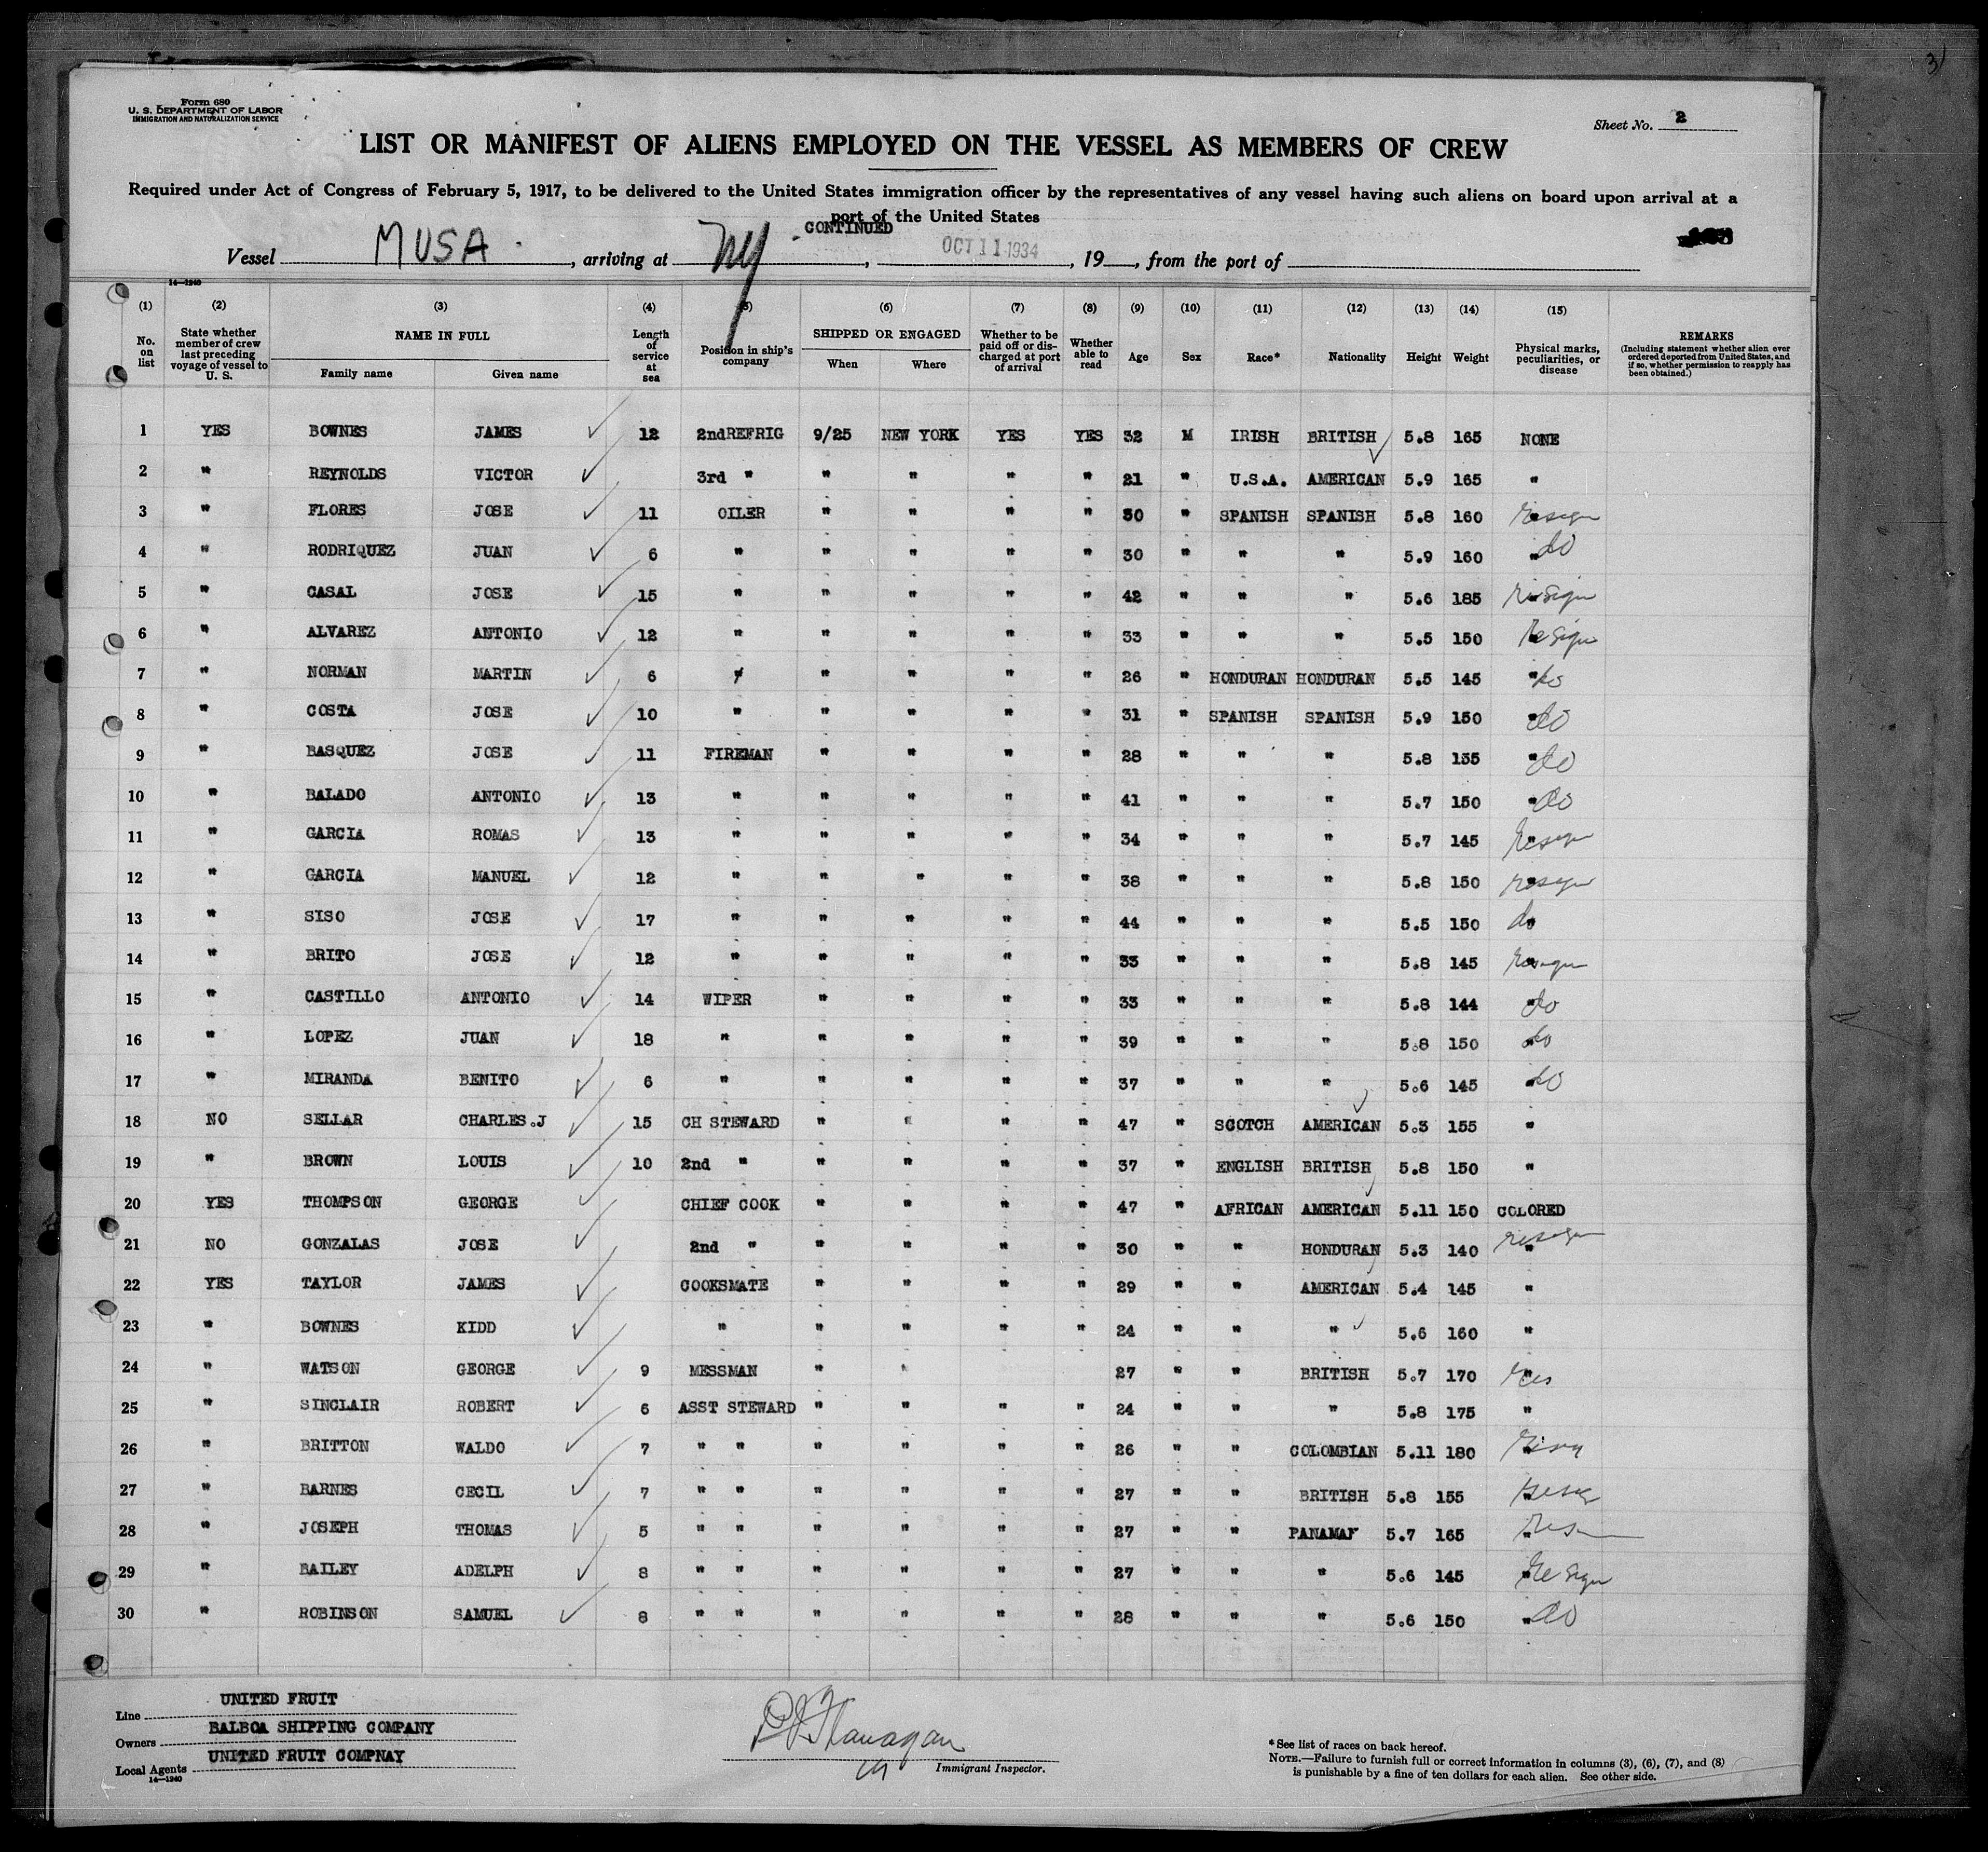 3
Form 680
U. S. DEPARTMENT OF LABOR
IMMIGRATION AND NATURALIZATION SERVICE
Sheet No. 2
LIST OR MANIFEST OF ALIENS EMPLOYED ON THE VESSEL AS MEMBERS OF CREW
Required under Act of Congress of February 5, 1917, to be delivered to the United States immigration officer by the representatives of any vessel having such aliens on board upon arrival at a
port of the United States
CONTINUED
Vessel MUSA, arriving at NY, OCT 11 1934, 19__, from the port of
14—1240
(1) (2) (3) (4) (5) (6) (7) (8) (9) (10) (11) (12) (13) (14) (15)
No. on list
State whether member of crew last preceding voyage of vessel to U. S.
NAME IN FULL
Family name Given name
Length of service at sea
Position in ship's company
SHIPPED OR ENGAGED
When Where
Whether to be paid off or discharged at port of arrival
Whether able to read
Age
Sex
Race*
Nationality
Height
Weight
Physical marks, peculiarities, or disease
REMARKS
(Including statement whether alien ever ordered deported from United States, and if so, whether permission to reapply has been obtained.)
1 YES BOWNES JAMES ✓ 12 2ndREFRIG 9/25 NEW YORK YES YES 32 M IRISH BRITISH 5.8 165 NONE
2 " REYNOLDS VICTOR ✓ 3rd " " " " " 21 " U.S.A. AMERICAN 5.9 165 "
3 " FLORES JOSE ✓ 11 OILER " " " " 30 " SPANISH SPANISH 5.8 160 " Resign
4 " RODRIQUEZ JUAN ✓ 6 " " " " " 30 " " " 5.9 160 " do
5 " CASAL JOSE ✓ 15 " " " " " 42 " " " 5.6 185 " Resign
6 " ALVAREZ ANTONIO ✓ 12 " " " " " 33 " " " 5.5 150 " Resign
7 " NORMAN MARTIN ✓ 6 " " " " " 26 " HONDURAN HONDURAN 5.5 145 " do
8 " COSTA JOSE ✓ 10 " " " " " 31 " SPANISH SPANISH 5.9 150 " do
9 " BASQUEZ JOSE ✓ 11 FIREMAN " " " " 28 " " " 5.8 135 " do
10 " BALADO ANTONIO ✓ 13 " " " " " 41 " " " 5.7 150 " do
11 " GARCIA ROMAS ✓ 13 " " " " " 34 " " " 5.7 145 " Resign
12 " GARCIA MANUEL ✓ 12 " " " " " 38 " " " 5.8 150 " Resign
13 " SISO JOSE ✓ 17 " " " " " 44 " " " 5.5 150 " do
14 " BRITO JOSE ✓ 12 " " " " " 33 " " " 5.8 145 " Resign
15 " CASTILLO ANTONIO ✓ 14 WIPER " " " " 33 " " " 5.8 144 " do
16 " LOPEZ JUAN ✓ 18 " " " " " 39 " " " 5.8 150 " do
17 " MIRANDA BENITO ✓ 6 " " " " " 37 " " " 5.6 145 " do
18 NO SELLAR CHARLES.J ✓ 15 CH STEWARD " " " " 47 " SCOTCH AMERICAN 5.3 155 "
19 " BROWN LOUIS ✓ 10 2nd " " " " " 37 " ENGLISH BRITISH 5.8 150 "
20 YES THOMPSON GEORGE ✓ CHIEF COOK " " " " 47 " AFRICAN AMERICAN 5.11 150 COLORED
21 NO GONZALAS JOSE ✓ 2nd " " " " " 30 " " HONDURAN 5.3 140 " Resign
22 YES TAYLOR JAMES ✓ COOKSMATE " " " " 29 " " AMERICAN 5.4 145 "
23 " BOWNES KIDD ✓ " " " " " 24 " " " 5.6 160 "
24 " WATSON GEORGE ✓ 9 MESSMAN " " 27 " " BRITISH 5.7 170 " Res
25 " SINCLAIR ROBERT ✓ 6 ASST STEWARD " " " " 24 " " " 5.8 175 "
26 " BRITTON WALDO ✓ 7 " " " " " " 26 " " COLOMBIAN 5.11 180 "
27 " BARNES CECIL ✓ 7 " " " " " " 27 " " BRITISH 5.8 155 "
28 " JOSEPH THOMAS ✓ 5 " " " " " " 27 " " PANAMA 5.7 165 "
29 " BAILEY ADELPH ✓ 8 " " " " " " 27 " " " 5.6 145 " Resign
30 " ROBINSON SAMUEL ✓ 8 " " " " " " 28 " " " 5.6 150 " do
Line UNITED FRUIT
Owners BALBOA SHIPPING COMPANY
Local Agents UNITED FRUIT COMPNAY
14—1240
Flanagan
Immigrant Inspector.
*See list of races on back hereof.
NOTE.—Failure to furnish full or correct information in columns (3), (6), (7), and (8)
is punishable by a fine of ten dollars for each alien. See other side.